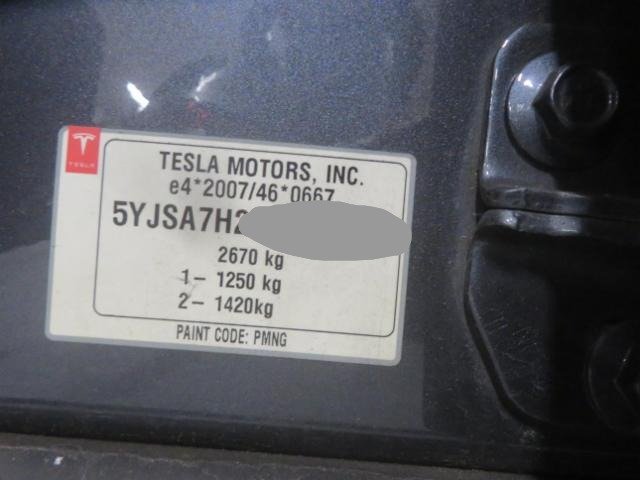 TESLA
TESLA MOTORS, INC.
e4*2007/46*0667
5YJSA7H2
2670 kg
1- 1250 kg
2- 1420kg
PAINT CODE: PMNG